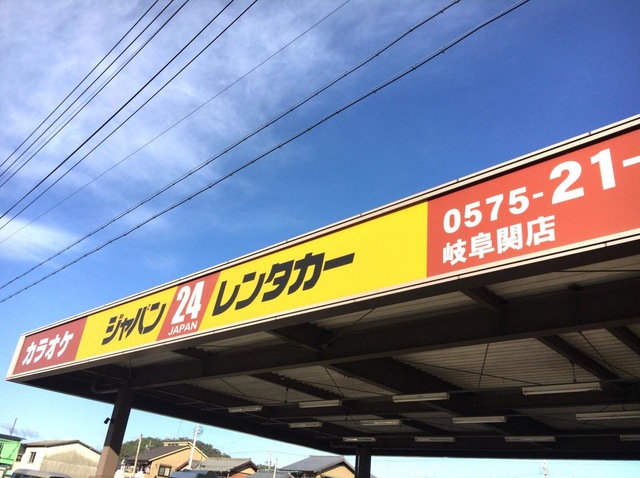 カラオケ
ジャパン
24
JAPAN
レンタカー
0575-21-
岐阜関店